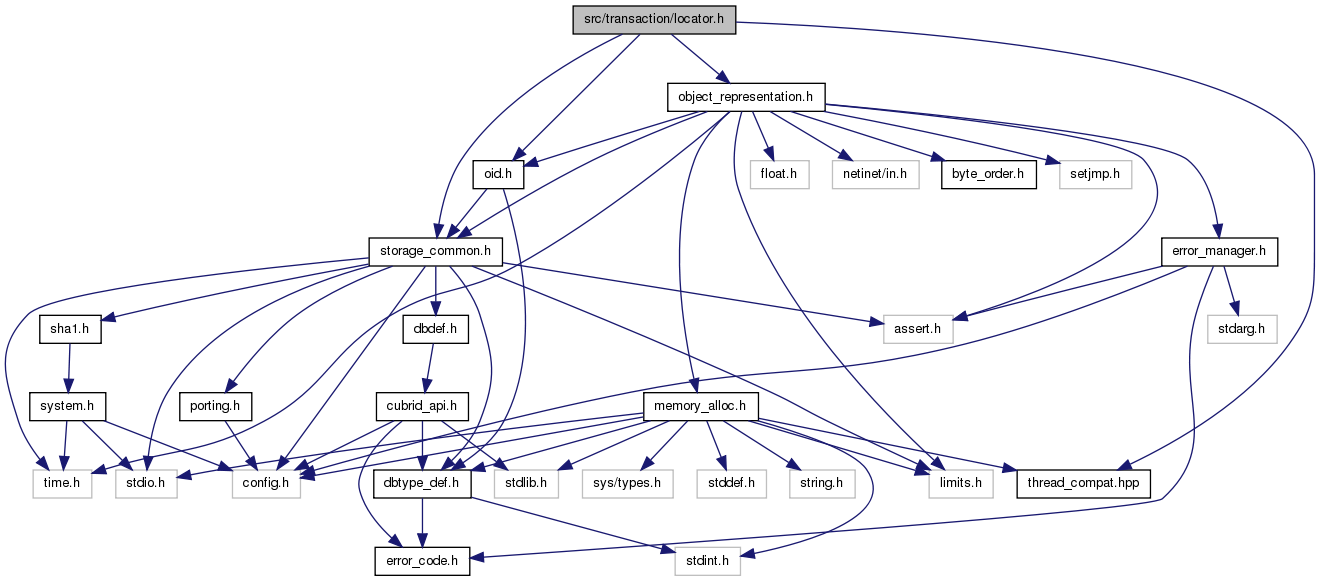 src/transaction/locator.h
object_representation.h
oid.h
float.h
netinet/in.h
byte_order.h
setjmp.h
storage_common.h
error_manager.h
sha1.h
dbdef.h
assert.h
stdarg.h
system.h
porting.h
cubrid_api.h
memory_alloc.h
time.h
stdio.h
config.h
dbtype_def.h
stdlib.h
sys/types.h
stddef.h
string.h
limits.h
thread_compat.hpp
error_code.h
stdint.h